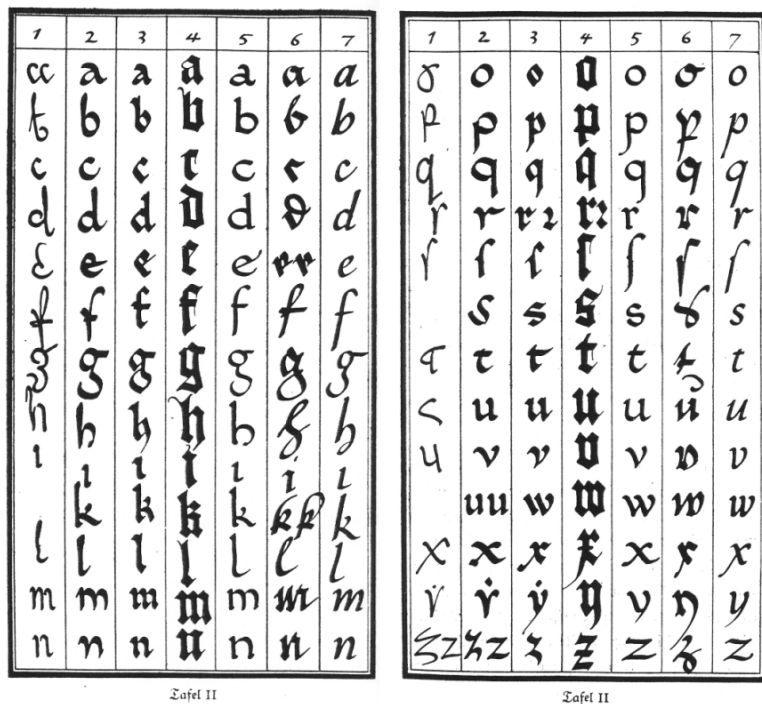 1 2 3 4 5 6 7
a a a a a a a
b b b b b b b
c c c c c c c
d d d d d d d
e e e e e e e e
f f f f f f f
g g g g g g g
h h h h h h h
i i i i i i i
k k k k k k k
l l l l l l l
m m m m m m m
n n n n n n n
Tafel II
1 2 3 4 5 6 7
o o o o o o o
p p p p p p p
q q q q q q q
r r r ꝛ r ꝛ r r r
ſ ſ ſ ſ ſ ſ ſ
s s s s s s
t t t t t t t
u u u u u u
u v v v v v v
uu w w w w w
x x x x x x x
ẏ ẏ ẏ y y y y
ʒ z ʒ z ʒ z z ʒ z
Tafel II